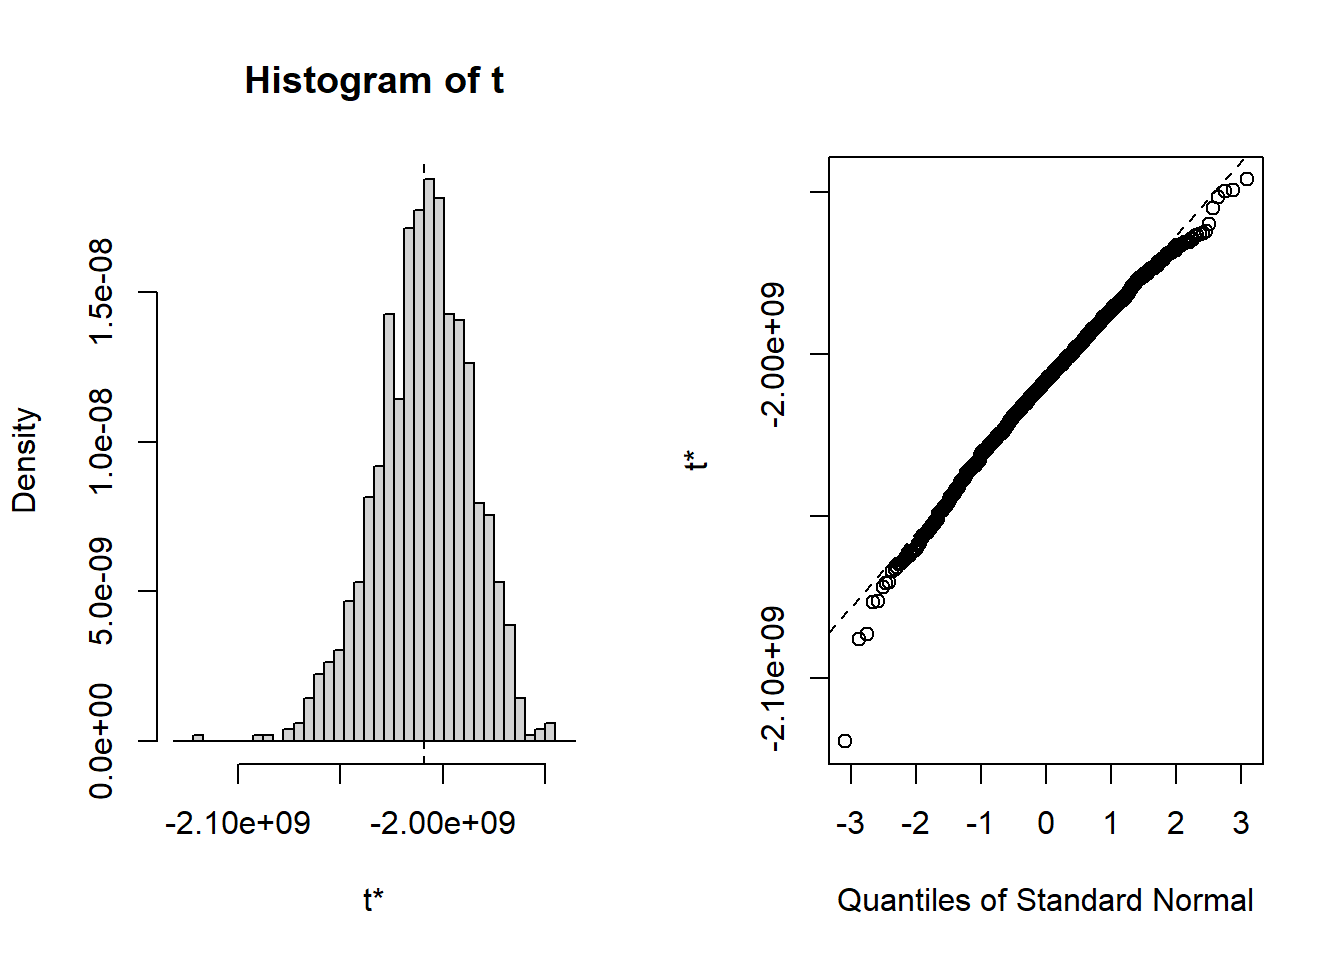 Histogram of t
Density
0.0e+00 5.0e-09 1.0e-08 1.5e-08
-2.10e+09 -2.00e+09
t*
t*
-2.10e+09 -2.00e+09
-3 -2 -1 0 1 2 3
Quantiles of Standard Normal